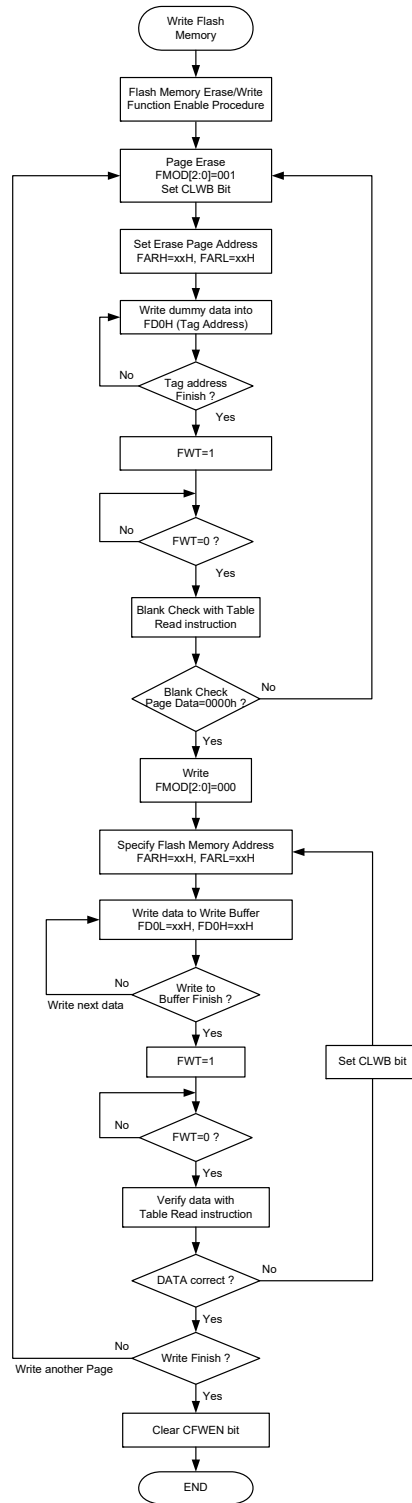 Write Flash
Memory
Flash Memory Erase/Write
Function Enable Procedure
Page Erase
FMOD[2:0]=001
Set CLWB Bit
Set Erase Page Address
FARH=xxH, FARL=xxH
Write dummy data into
FD0H (Tag Address)
No
Tag address
Finish ?
Yes
FWT=1
No
FWT=0 ?
Yes
Blank Check with Table
Read instruction
Blank Check
Page Data=0000h ?
No
Yes
Write
FMOD[2:0]=000
Specify Flash Memory Address
FARH=xxH, FARL=xxH
Write data to Write Buffer
FD0L=xxH, FD0H=xxH
No
Write to
Buffer Finish ?
Write next data
Yes
FWT=1
Set CLWB bit
No
FWT=0 ?
Yes
Verify data with
Table Read instruction
No
DATA correct ?
Yes
No
Write Finish ?
Write another Page
Yes
Clear CFWEN bit
END